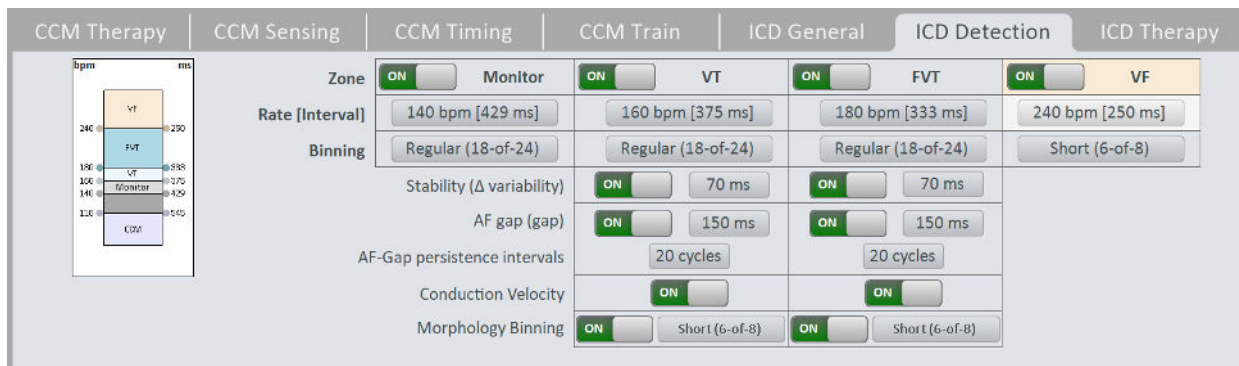 CCM Therapy CCM Sensing CCM Timing CCM Train ICD General ICD Detection ICD Therapy
bpm ms
VF
240 250
FVT
180 333
VT
160 375
Monitor
140 429
110 545
CCM
Zone ON Monitor ON VT ON FVT ON VF
Rate [Interval] 140 bpm [429 ms] 160 bpm [375 ms] 180 bpm [333 ms] 240 bpm [250 ms]
Binning Regular (18-of-24) Regular (18-of-24) Regular (18-of-24) Short (6-of-8)
Stability (Δ variability) ON 70 ms ON 70 ms
AF gap (gap) ON 150 ms ON 150 ms
AF-Gap persistence intervals 20 cycles 20 cycles
Conduction Velocity ON ON
Morphology Binning ON Short (6-of-8) ON Short (6-of-8)